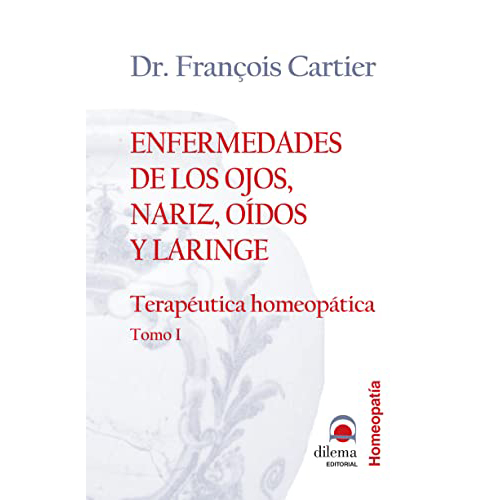 Dr. François Cartier
ENFERMEDADES
DE LOS OJOS,
NARIZ, OÍDOS
Y LARINGE
Terapéutica homeopática
Tomo I
dilema
EDITORIAL
Homeopatía